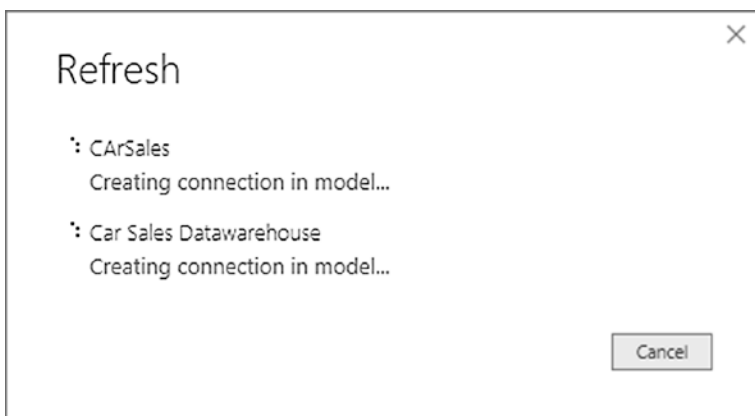 Refresh
CArSales
Creating connection in model...
Car Sales Datawarehouse
Creating connection in model...
Cancel